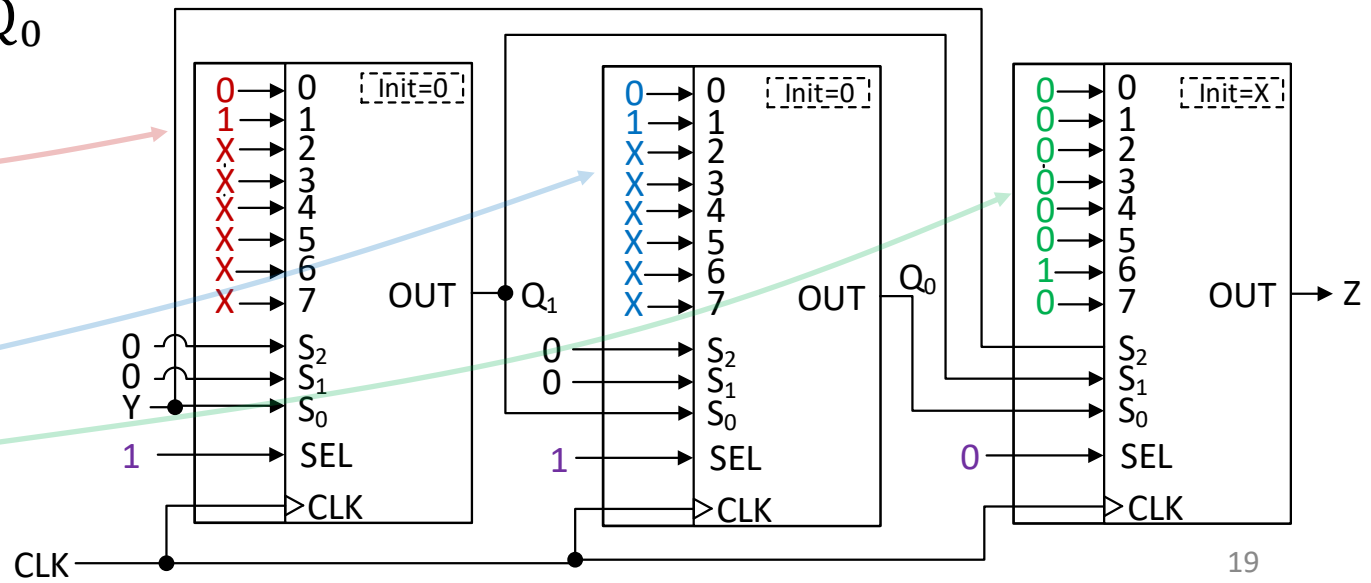 Q₀
0 0 Init=0
1 1
X 2
X 3
X 4
X 5
X 6
X 7
OUT Q₁
0 S₂
0 S₁
Y S₀
1 SEL
CLK
0 0 Init=0
1 1
X 2
X 3
X 4
X 5
X 6
X 7
OUT Q₀
0 S₂
0 S₁
S₀
1 SEL
CLK
0 0 Init=X
0 1
0 2
0 3
0 4
0 5
1 6
0 7
OUT Z
S₂
S₁
S₀
0 SEL
CLK
CLK
19